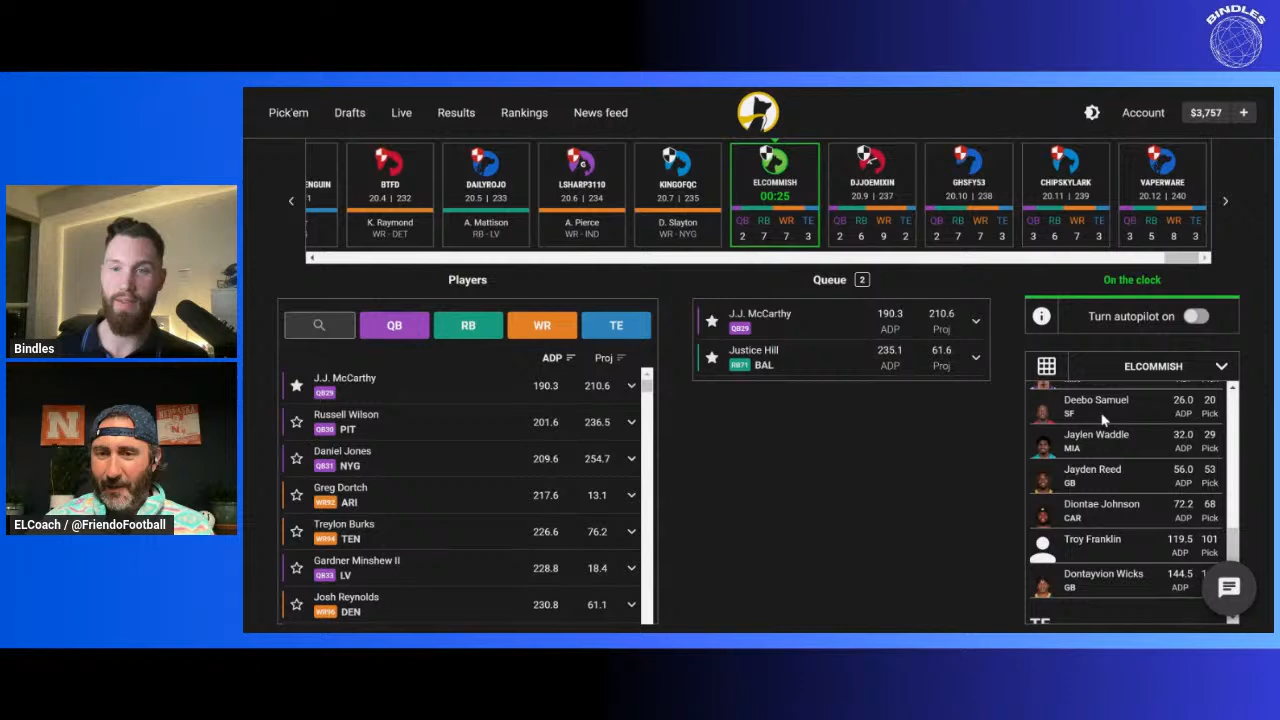 BINDLES
Pick'em Drafts Live Results Rankings News feed
Account $3,757 +
ENGUIN
BTFD
20.4 | 232
K. Raymond
WR - DET
DAILYROJO
20.5 | 233
A. Mattison
RB - LV
LSHARP3110
20.6 | 234
A. Pierce
WR - IND
KINGOFQC
20.7 | 235
D. Slayton
WR - NYG
ELCOMMISH
00:25
QB RB WR TE
2 7 7 3
DJJOEMIXIN
20.9 | 237
QB RB WR TE
2 6 9 2
GHSFY53
20.10 | 238
QB RB WR TE
2 7 7 3
CHIPSKYLARK
20.11 | 239
QB RB WR TE
3 6 7 3
VAPERWARE
20.12 | 240
QB RB WR TE
3 5 8 3
Players
QB RB WR TE
ADP Proj
J.J. McCarthy 190.3 210.6
QB29
Russell Wilson 201.6 236.5
QB30 PIT
Daniel Jones 209.6 254.7
QB31 NYG
Greg Dortch 217.6 13.1
WR92 ARI
Treylon Burks 226.6 76.2
WR94 TEN
Gardner Minshew II 228.8 18.4
QB33 LV
Josh Reynolds 230.8 61.1
WR96 DEN
Queue 2
J.J. McCarthy 190.3 210.6
QB29 ADP Proj
Justice Hill 235.1 61.6
RB71 BAL ADP Proj
On the clock
Turn autopilot on
ELCOMMISH
Deebo Samuel 26.0 20
SF ADP Pick
Jaylen Waddle 32.0 29
MIA ADP Pick
Jayden Reed 56.0 53
GB ADP Pick
Diontae Johnson 72.2 68
CAR ADP Pick
Troy Franklin 119.5 101
ADP Pick
Dontayvion Wicks 144.5
GB ADP
TE
Bindles
ELCoach / @FriendoFootball